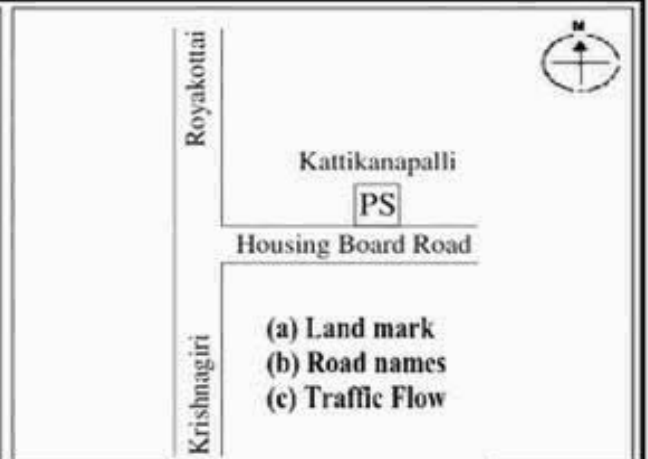 N
Royakottai
Kattikanapalli
PS
Housing Board Road
(a) Land mark
(b) Road names
(c) Traffic Flow
Krishnagiri